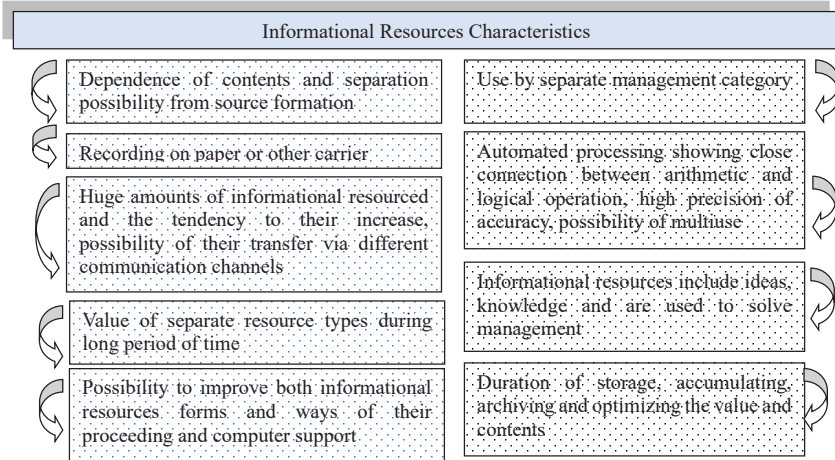 Informational Resources Characteristics
Dependence of contents and separation
possibility from source formation
Recording on paper or other carrier
Huge amounts of informational resourced
and the tendency to their increase,
possibility of their transfer via different
communication channels
Value of separate resource types during
long period of time
Possibility to improve both informational
resources forms and ways of their
proceeding and computer support
Use by separate management category
Automated processing showing close
connection between arithmetic and
logical operation, high precision of
accuracy, possibility of multiuse
Informational resources include ideas,
knowledge and are used to solve
management
Duration of storage, accumulating,
archiving and optimizing the value and
contents